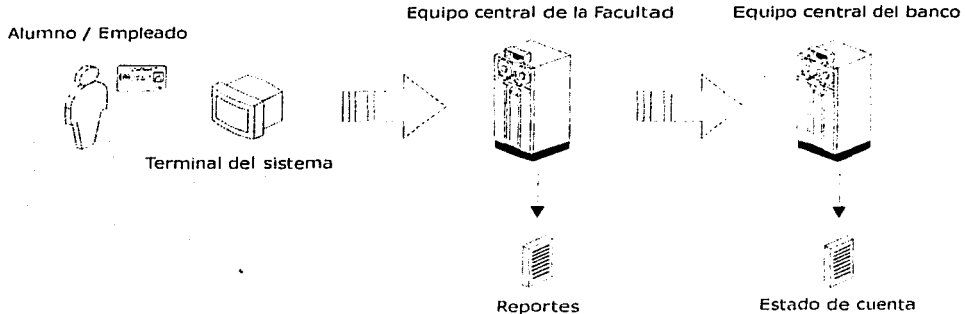 Equipo central de la Facultad
Equipo central del banco
Alumno / Empleado
Terminal del sistema
Reportes
Estado de cuenta